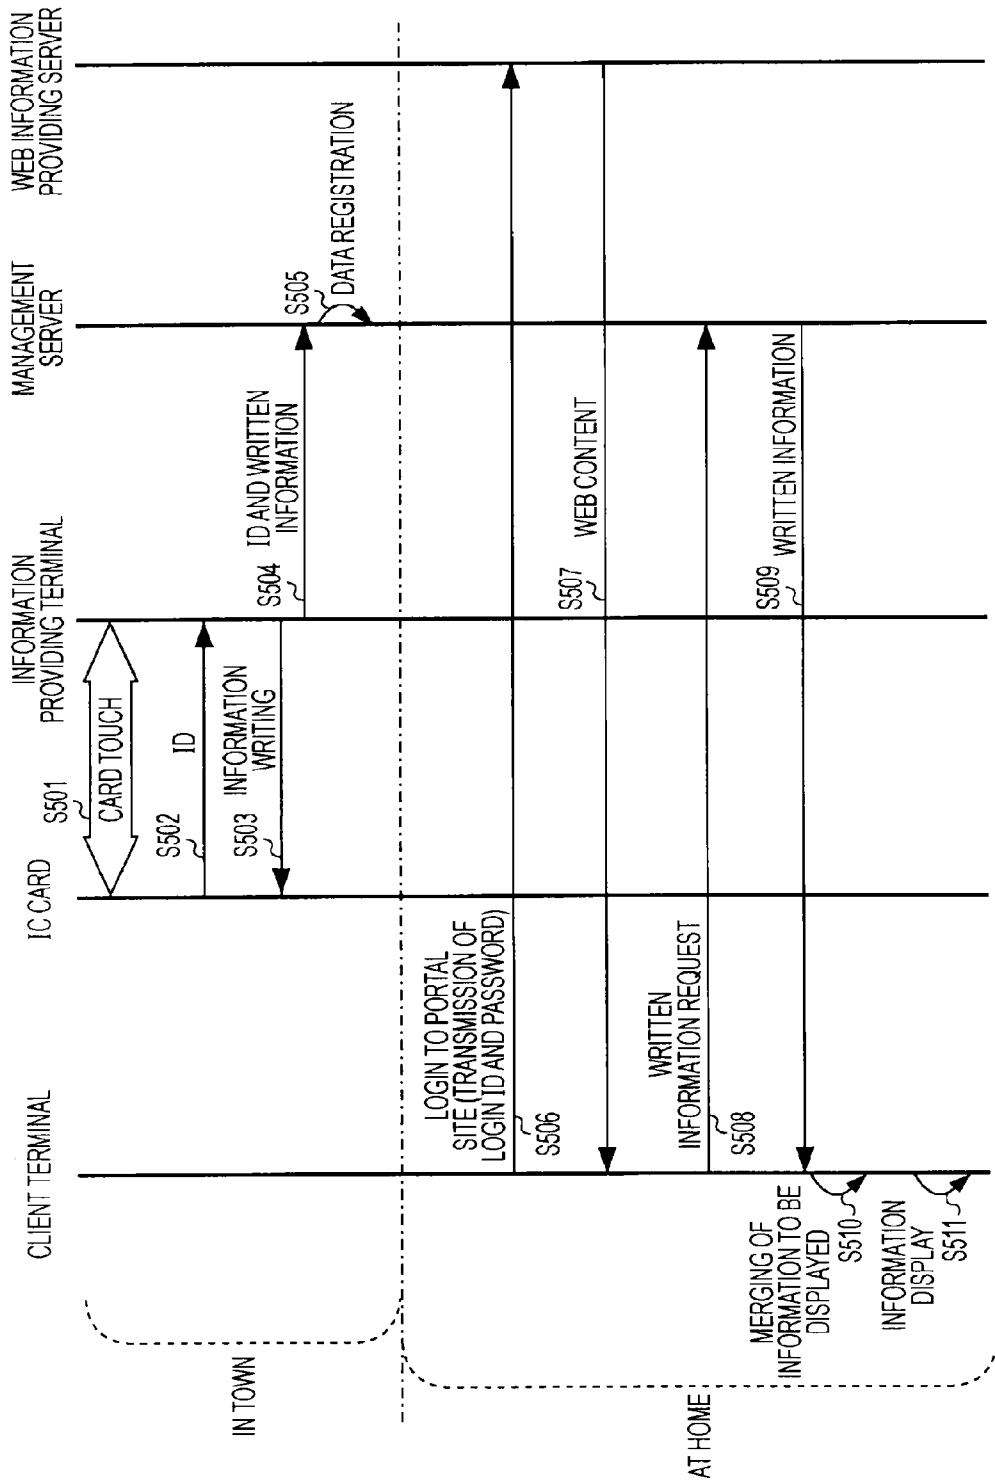 CLIENT TERMINAL
IC CARD
INFORMATION
PROVIDING TERMINAL
MANAGEMENT
SERVER
WEB INFORMATION
PROVIDING SERVER
IN TOWN
S501
CARD TOUCH
S502
ID
S503
INFORMATION
WRITING
S504
ID AND WRITTEN
INFORMATION
S505
DATA REGISTRATION
AT HOME
LOGIN TO PORTAL
SITE (TRANSMISSION OF
LOGIN ID AND PASSWORD)
S506
S507
WEB CONTENT
WRITTEN
INFORMATION REQUEST
S508
S509
WRITTEN INFORMATION
MERGING OF
INFORMATION TO BE
DISPLAYED
S510
INFORMATION
DISPLAY
S511